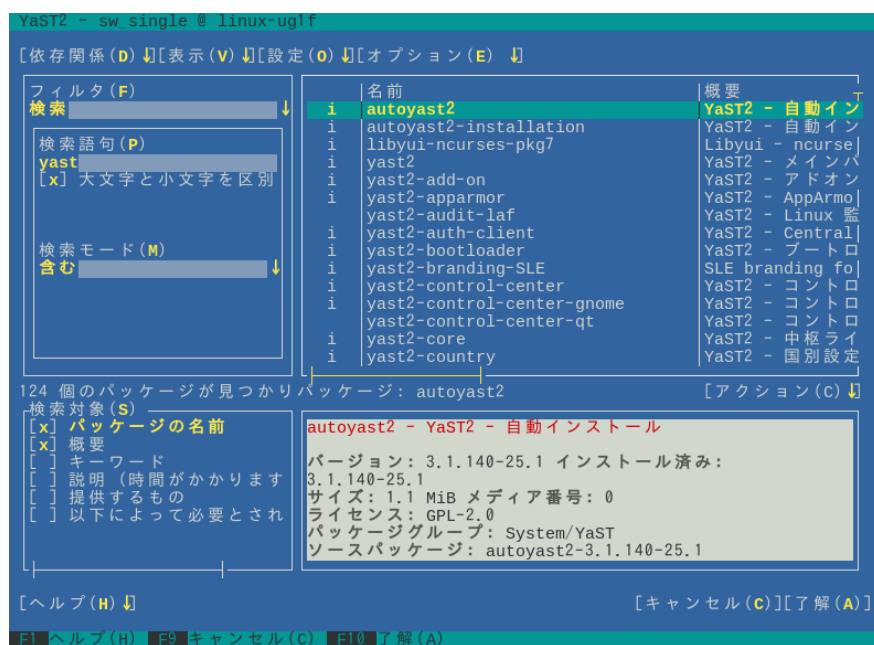 YaST2 - sw_single @ linux-ug1f
[依存関係(D)↓][表示(V)↓][設定(O)↓][オプション(E) ↓]
フィルタ(F)
検索 ↓
検索語句(P)
yast
[x] 大文字と小文字を区別
検索モード(M)
含む ↓
名前 概要
i autoyast2 YaST2 - 自動イン
i autoyast2-installation YaST2 - 自動イン
i libyui-ncurses-pkg7 Libyui - ncurse
i yast2 YaST2 - メインパ
i yast2-add-on YaST2 - アドオン
i yast2-apparmor YaST2 - AppArmo
yast2-audit-laf YaST2 - Linux 監
i yast2-auth-client YaST2 - Central
i yast2-bootloader YaST2 - ブートロ
i yast2-branding-SLE SLE branding fo
i yast2-control-center YaST2 - コントロ
i yast2-control-center-gnome YaST2 - コントロ
yast2-control-center-qt YaST2 - コントロ
i yast2-core YaST2 - 中枢ライ
i yast2-country YaST2 - 国別設定
124 個のパッケージが見つかり パッケージ: autoyast2 [アクション(C)↓]
検索対象(S)
[x] パッケージの名前
[x] 概要
[ ] キーワード
[ ] 説明 (時間がかかります
[ ] 提供するもの
[ ] 以下によって必要とされ
autoyast2 - YaST2 - 自動インストール
バージョン: 3.1.140-25.1 インストール済み:
3.1.140-25.1
サイズ: 1.1 MiB メディア番号: 0
ライセンス: GPL-2.0
パッケージグループ: System/YaST
ソースパッケージ: autoyast2-3.1.140-25.1
[ヘルプ(H)↓] [キャンセル(C)][了解(A)]
F1 ヘルプ(H) F9 キャンセル(C) F10 了解(A)